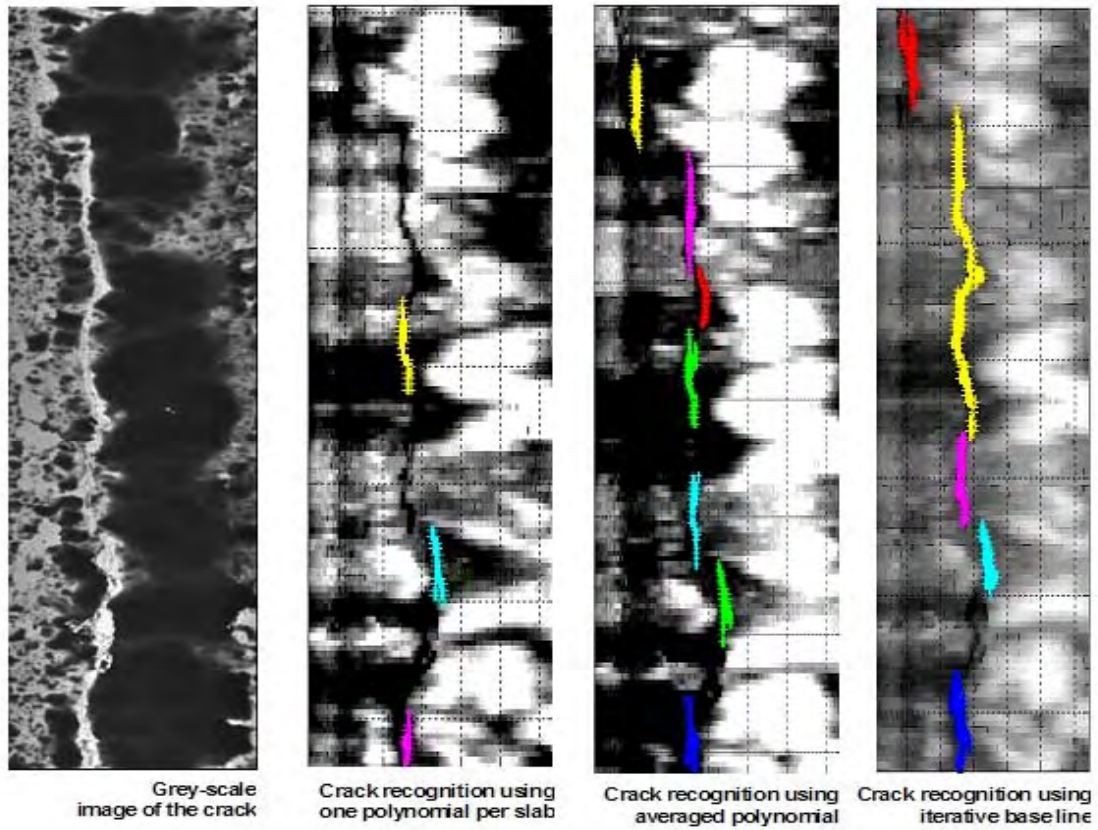 Grey-scale
image of the crack
Crack recognition using
one polynomial per slab
Crack recognition using
averaged polynomial
Crack recognition using
iterative base line